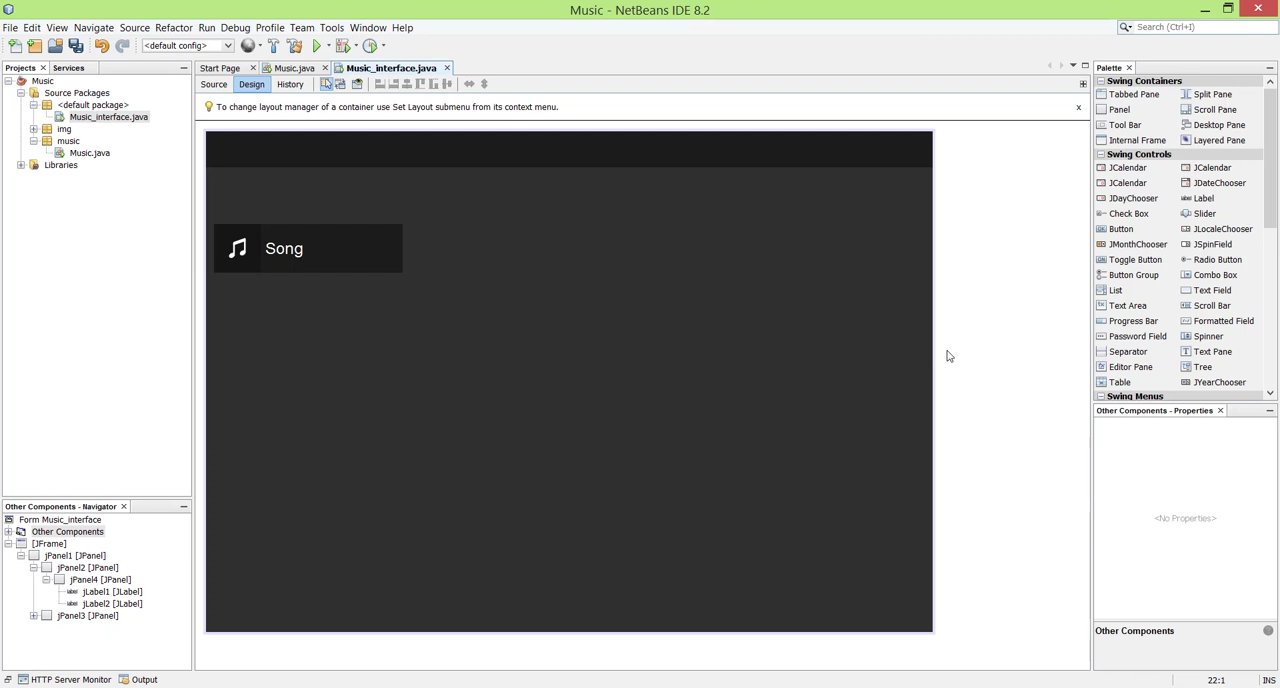 Music - NetBeans IDE 8.2
File Edit View Navigate Source Refactor Run Debug Profile Team Tools Window Help
Search (Ctrl+I)
<default config>
Projects Services
Music
Source Packages
<default package>
Music_interface.java
img
music
Music.java
Libraries
Start Page Music.java Music_interface.java
Source Design History
To change layout manager of a container use Set Layout submenu from its context menu.
x
Song
Palette
Swing Containers
Tabbed Pane Split Pane
Panel Scroll Pane
Tool Bar Desktop Pane
Internal Frame Layered Pane
Swing Controls
JCalendar JCalendar
JCalendar JDateChooser
JDayChooser Label
Check Box Slider
Button JLocaleChooser
JMonthChooser JSpinField
Toggle Button Radio Button
Button Group Combo Box
List Text Field
Text Area Scroll Bar
Progress Bar Formatted Field
Password Field Spinner
Separator Text Pane
Editor Pane Tree
Table JYearChooser
Swing Menus
Other Components - Properties
<No Properties>
Other Components
Other Components - Navigator
Form Music_interface
Other Components
[JFrame]
jPanel1 [JPanel]
jPanel2 [JPanel]
jPanel4 [JPanel]
jLabel1 [JLabel]
jLabel2 [JLabel]
jPanel3 [JPanel]
HTTP Server Monitor Output
22:1 INS